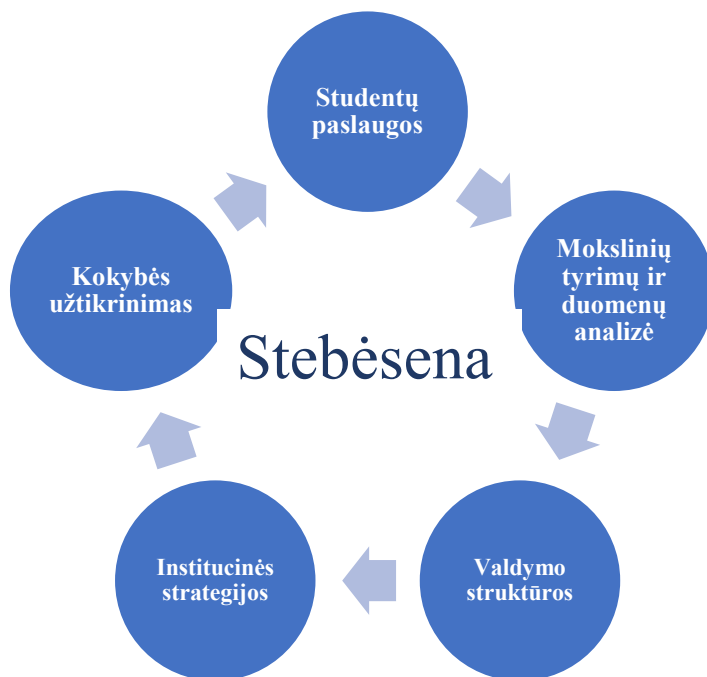 Studentų
paslaugos
Mokslinių
tyrimų ir
duomenų
analizė
Kokybės
užtikrinimas
Stebėsena
Valdymo
struktūros
Institucinės
strategijos